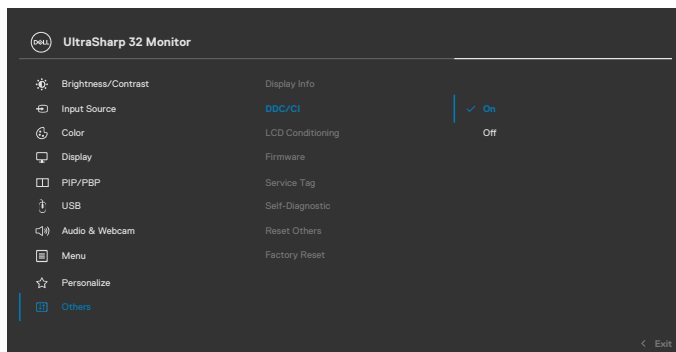 DELL UltraSharp 32 Monitor
Brightness/Contrast Display Info
Input Source DDC/CI On
Color LCD Conditioning Off
Display Firmware
PIP/PBP Service Tag
USB Self-Diagnostic
Audio & Webcam Reset Others
Menu Factory Reset
Personalize
Others
Exit